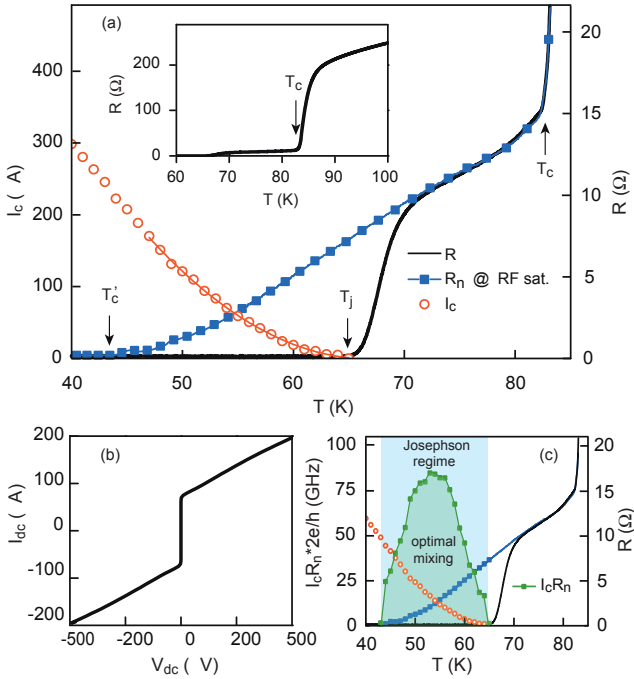 (a)
400
300
200
100
0
I_c ( A)
40
50
60
70
80
T (K)
20
15
10
5
0
R (Ω)
200
100
0
R (Ω)
60
70
80
90
100
T (K)
T_c
T_c
T_c'
T_j
R
R_n @ RF sat.
I_c
(b)
200
100
0
-100
-200
I_dc ( A)
-500
-200
0
200
500
V_dc ( V)
(c)
Josephson
regime
optimal
mixing
I_cR_n
100
75
50
25
0
I_cR_n*2e/h (GHz)
40
50
60
70
80
T (K)
20
15
10
5
0
R (Ω)